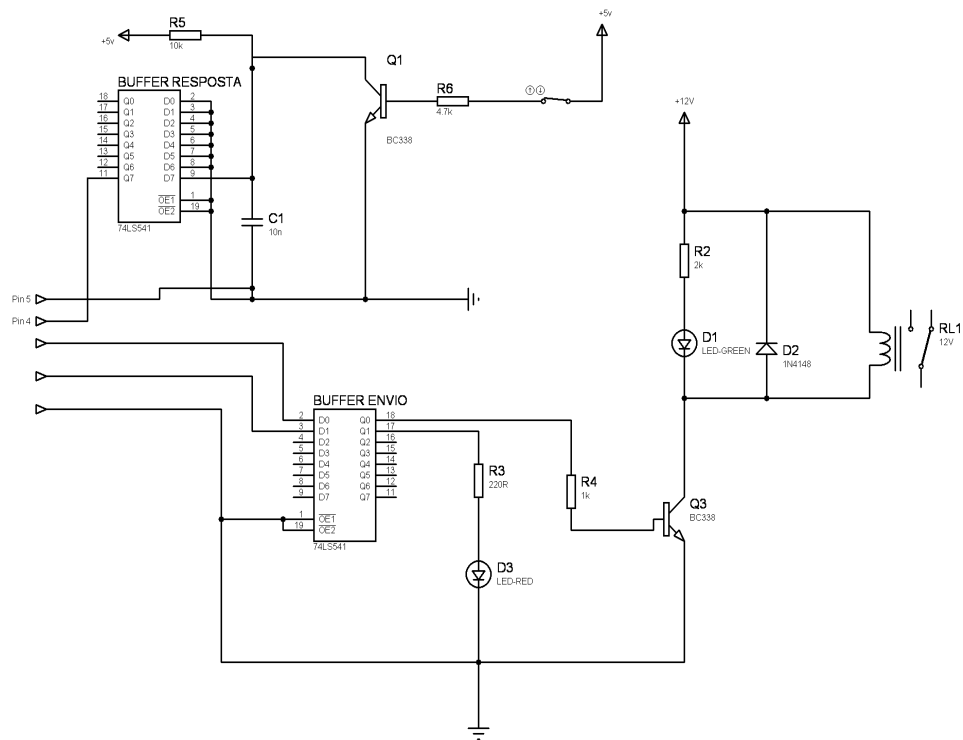 R5
+5v
10k
Q1
BC338
R6
4.7k
+5v
BUFFER RESPOSTA
18 Q0 D0 2
17 Q1 D1 3
16 Q2 D2 4
15 Q3 D3 5
14 Q4 D4 6
13 Q5 D5 7
12 Q6 D6 8
11 Q7 D7 9
OE1 1
OE2 19
74LS541
C1
10n
+12V
R2
2k
D1
LED-GREEN
D2
1N4148
RL1
12V
Pin 5
Pin 4
BUFFER ENVIO
2 D0 Q0 18
3 D1 Q1 17
4 D2 Q2 16
5 D3 Q3 15
6 D4 Q4 14
7 D5 Q5 13
8 D6 Q6 12
9 D7 Q7 11
1 OE1
19 OE2
74LS541
R3
220R
R4
1k
Q3
BC338
D3
LED-RED